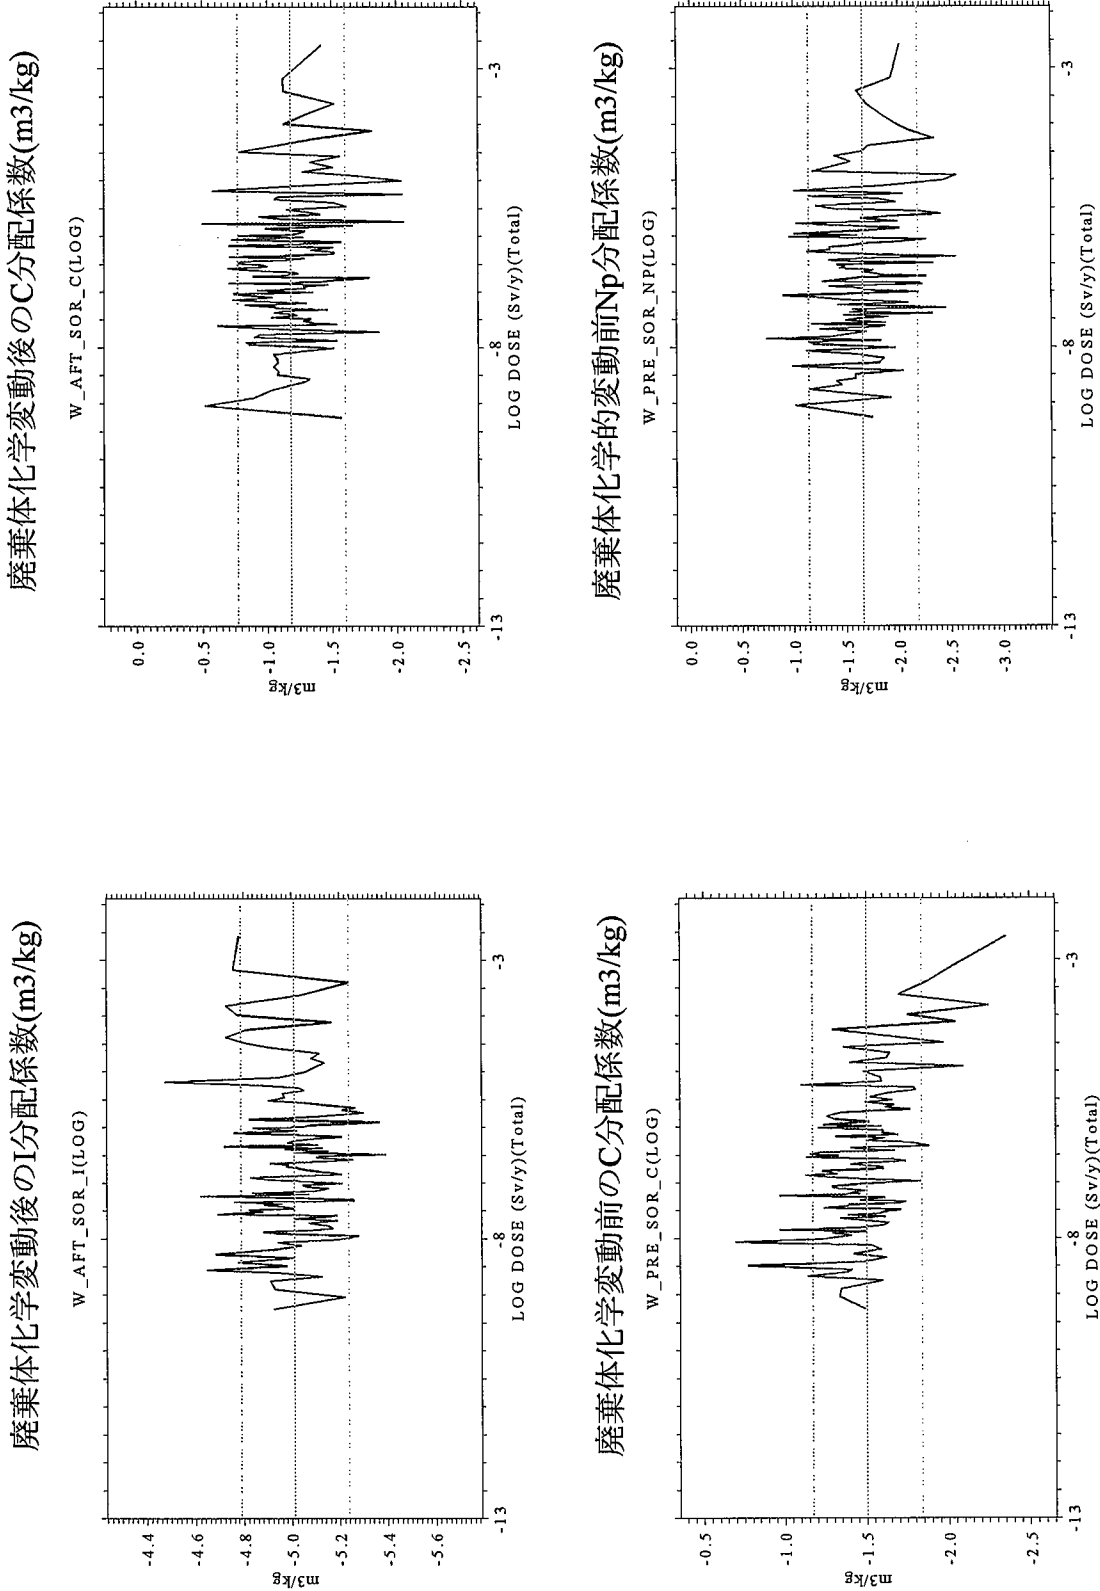 廃棄体化学変動後のI分配係数(m3/kg)
W_AFT_SOR_I(LOG)
m3/kg
-4.4
-4.6
-4.8
-5.0
-5.2
-5.4
-5.6
-13
-8
-3
LOG DOSE (Sv/y)(Total)
廃棄体化学変動後のC分配係数(m3/kg)
W_AFT_SOR_C(LOG)
m3/kg
0.0
-0.5
-1.0
-1.5
-2.0
-2.5
-13
-8
-3
LOG DOSE (Sv/y)(Total)
廃棄体化学変動前のC分配係数(m3/kg)
W_PRE_SOR_C(LOG)
m3/kg
-0.5
-1.0
-1.5
-2.0
-2.5
-13
-8
-3
LOG DOSE (Sv/y)(Total)
廃棄体化学的変動前Np分配係数(m3/kg)
W_PRE_SOR_NP(LOG)
m3/kg
0.0
-0.5
-1.0
-1.5
-2.0
-2.5
-3.0
-13
-8
-3
LOG DOSE (Sv/y)(Total)